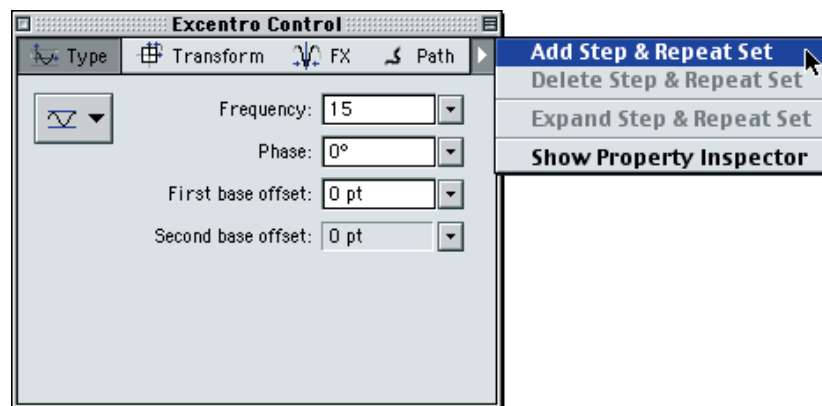 Excentro Control
Type Transform FX Path
Frequency: 15
Phase: 0°
First base offset: 0 pt
Second base offset: 0 pt
Add Step & Repeat Set
Delete Step & Repeat Set
Expand Step & Repeat Set
Show Property Inspector